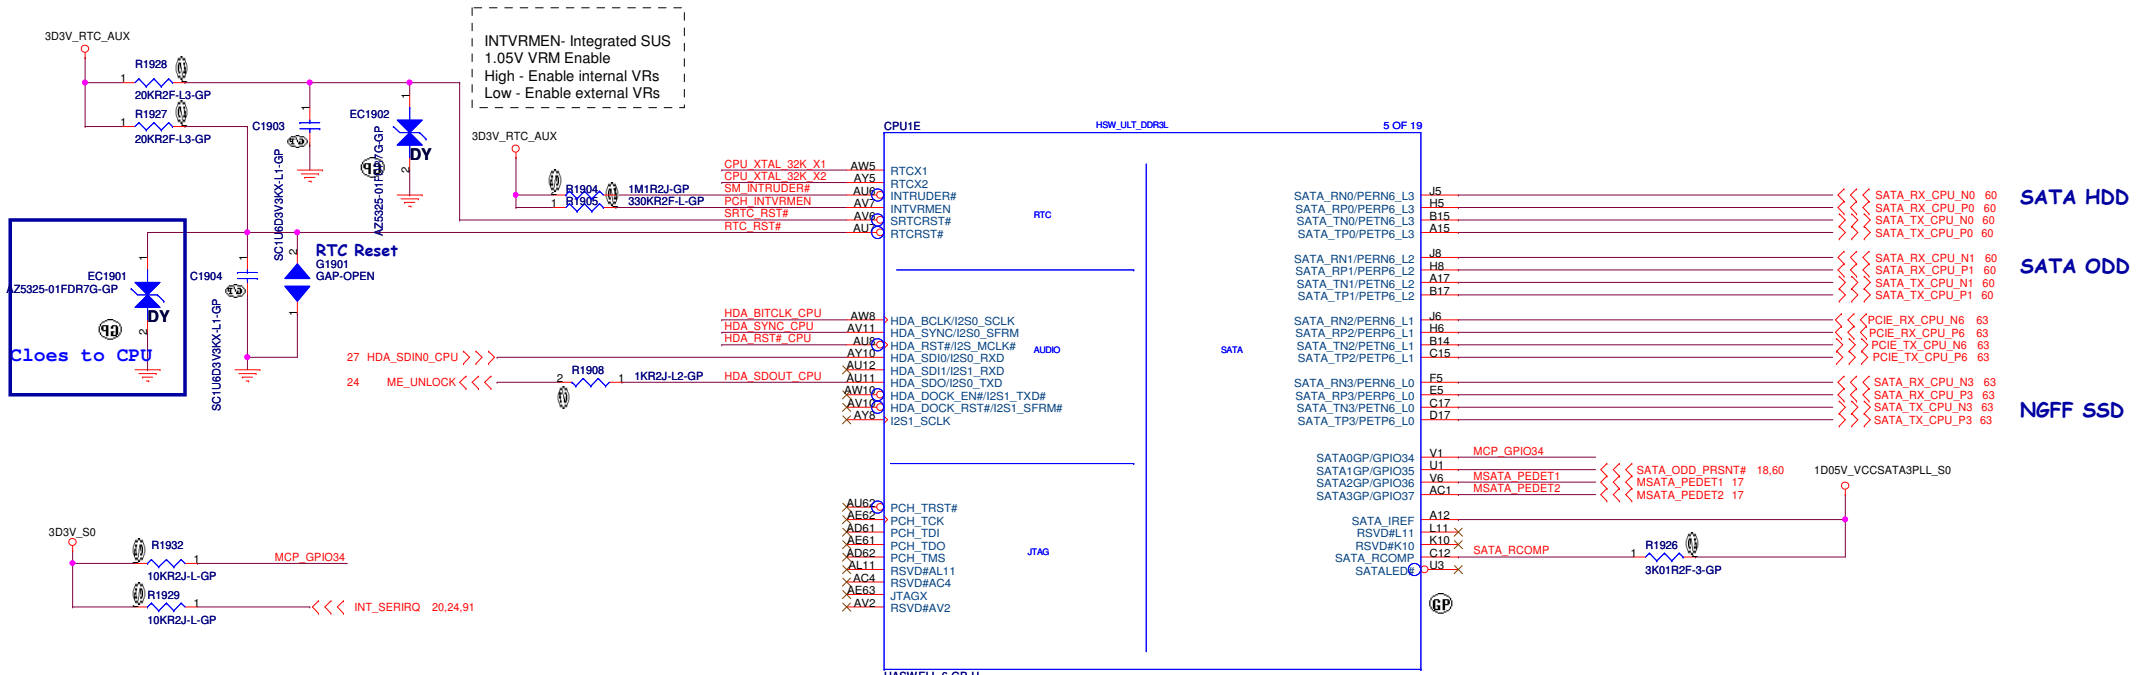 3D3V_RTC_AUX
R1928
1
20KR2F-L3-GP
R1927
1
20KR2F-L3-GP
C1903
1
SC1U6D3V3KX-L1-GP
EC1902
1
2
AZ5325-01FDR7G-GP
DY
INTVRMEN- Integrated SUS
1.05V VRM Enable
High - Enable internal VRs
Low - Enable external VRs
3D3V_RTC_AUX
R1904
1M1R2J-GP
1
R1905
330KR2F-L-GP
EC1901
1
2
AZ5325-01FDR7G-GP
DY
Cloes to CPU
C1904
1
SC1U6D3V3KX-L1-GP
RTC Reset
G1901
GAP-OPEN
2
1
CPU1E
HSW_ULT_DDR3L
5 OF 19
CPU_XTAL_32K_X1 AW5 RTCX1
CPU_XTAL_32K_X2 AY5 RTCX2
SM_INTRUDER# AU6 INTRUDER#
PCH_INTVRMEN AV7 INTVRMEN
SRTC_RST# AV6 SRTCRST#
RTC_RST# AU7 RTCRST#
RTC
HDA_BITCLK_CPU AW8 HDA_BCLK/I2S0_SCLK
HDA_SYNC_CPU AV11 HDA_SYNC/I2S0_SFRM
HDA_RST#_CPU AU8 HDA_RST#/I2S_MCLK#
27 HDA_SDIN0_CPU AY10 HDA_SDI0/I2S0_RXD
AU12 HDA_SDI1/I2S1_RXD
24 ME_UNLOCK 2 R1908 1 1KR2J-L2-GP HDA_SDOUT_CPU AU11 HDA_SDO/I2S0_TXD
AW10 HDA_DOCK_EN#/I2S1_TXD#
AV10 HDA_DOCK_RST#/I2S1_SFRM#
AY8 I2S1_SCLK
AUDIO
SATA
AU62 PCH_TRST#
AE62 PCH_TCK
AD61 PCH_TDI
AE61 PCH_TDO
AD62 PCH_TMS
AL11 RSVD#AL11
AC4 RSVD#AC4
AE63 JTAGX
AV2 RSVD#AV2
JTAG
SATA_RN0/PERN6_L3 J5 SATA_RX_CPU_N0 60
SATA_RP0/PERP6_L3 H5 SATA_RX_CPU_P0 60
SATA_TN0/PETN6_L3 B15 SATA_TX_CPU_N0 60
SATA_TP0/PETP6_L3 A15 SATA_TX_CPU_P0 60
SATA HDD
SATA_RN1/PERN6_L2 J8 SATA_RX_CPU_N1 60
SATA_RP1/PERP6_L2 H8 SATA_RX_CPU_P1 60
SATA_TN1/PETN6_L2 A17 SATA_TX_CPU_N1 60
SATA_TP1/PETP6_L2 B17 SATA_TX_CPU_P1 60
SATA ODD
SATA_RN2/PERN6_L1 J6 PCIE_RX_CPU_N6 63
SATA_RP2/PERP6_L1 H6 PCIE_RX_CPU_P6 63
SATA_TN2/PETN6_L1 B14 PCIE_TX_CPU_N6 63
SATA_TP2/PETP6_L1 C15 PCIE_TX_CPU_P6 63
SATA_RN3/PERN6_L0 F5 SATA_RX_CPU_N3 63
SATA_RP3/PERP6_L0 E5 SATA_RX_CPU_P3 63
SATA_TN3/PETN6_L0 C17 SATA_TX_CPU_N3 63
SATA_TP3/PETP6_L0 D17 SATA_TX_CPU_P3 63
NGFF SSD
SATA0GP/GPIO34 V1 MCP_GPIO34
SATA1GP/GPIO35 U1 SATA_ODD_PRSNT# 18,60
SATA2GP/GPIO36 V6 MSATA_PEDET1 MSATA_PEDET1 17
SATA3GP/GPIO37 AC1 MSATA_PEDET2 MSATA_PEDET2 17
1D05V_VCCSATA3PLL_S0
SATA_IREF A12
RSVD#L11 L11
RSVD#K10 K10
SATA_RCOMP C12 SATA_RCOMP 1 R1926
3K01R2F-3-GP
SATALED# U3
GP
3D3V_S0
R1932
1
10KR2J-L-GP
MCP_GPIO34
R1929
1
10KR2J-L-GP
INT_SERIRQ 20,24,91